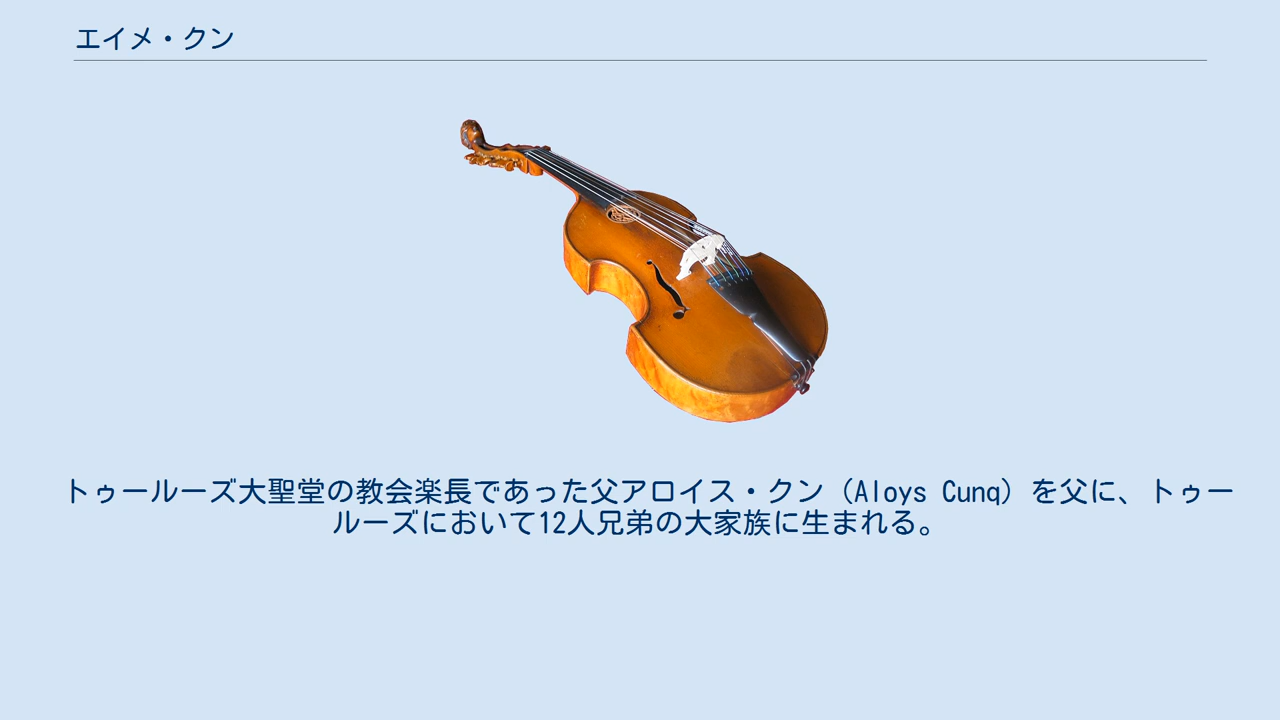 エイメ・クン
トゥールーズ大聖堂の教会楽長であった父アロイス・クン（Aloys Cunq）を父に、トゥー
ルーズにおいて12人兄弟の大家族に生まれる。